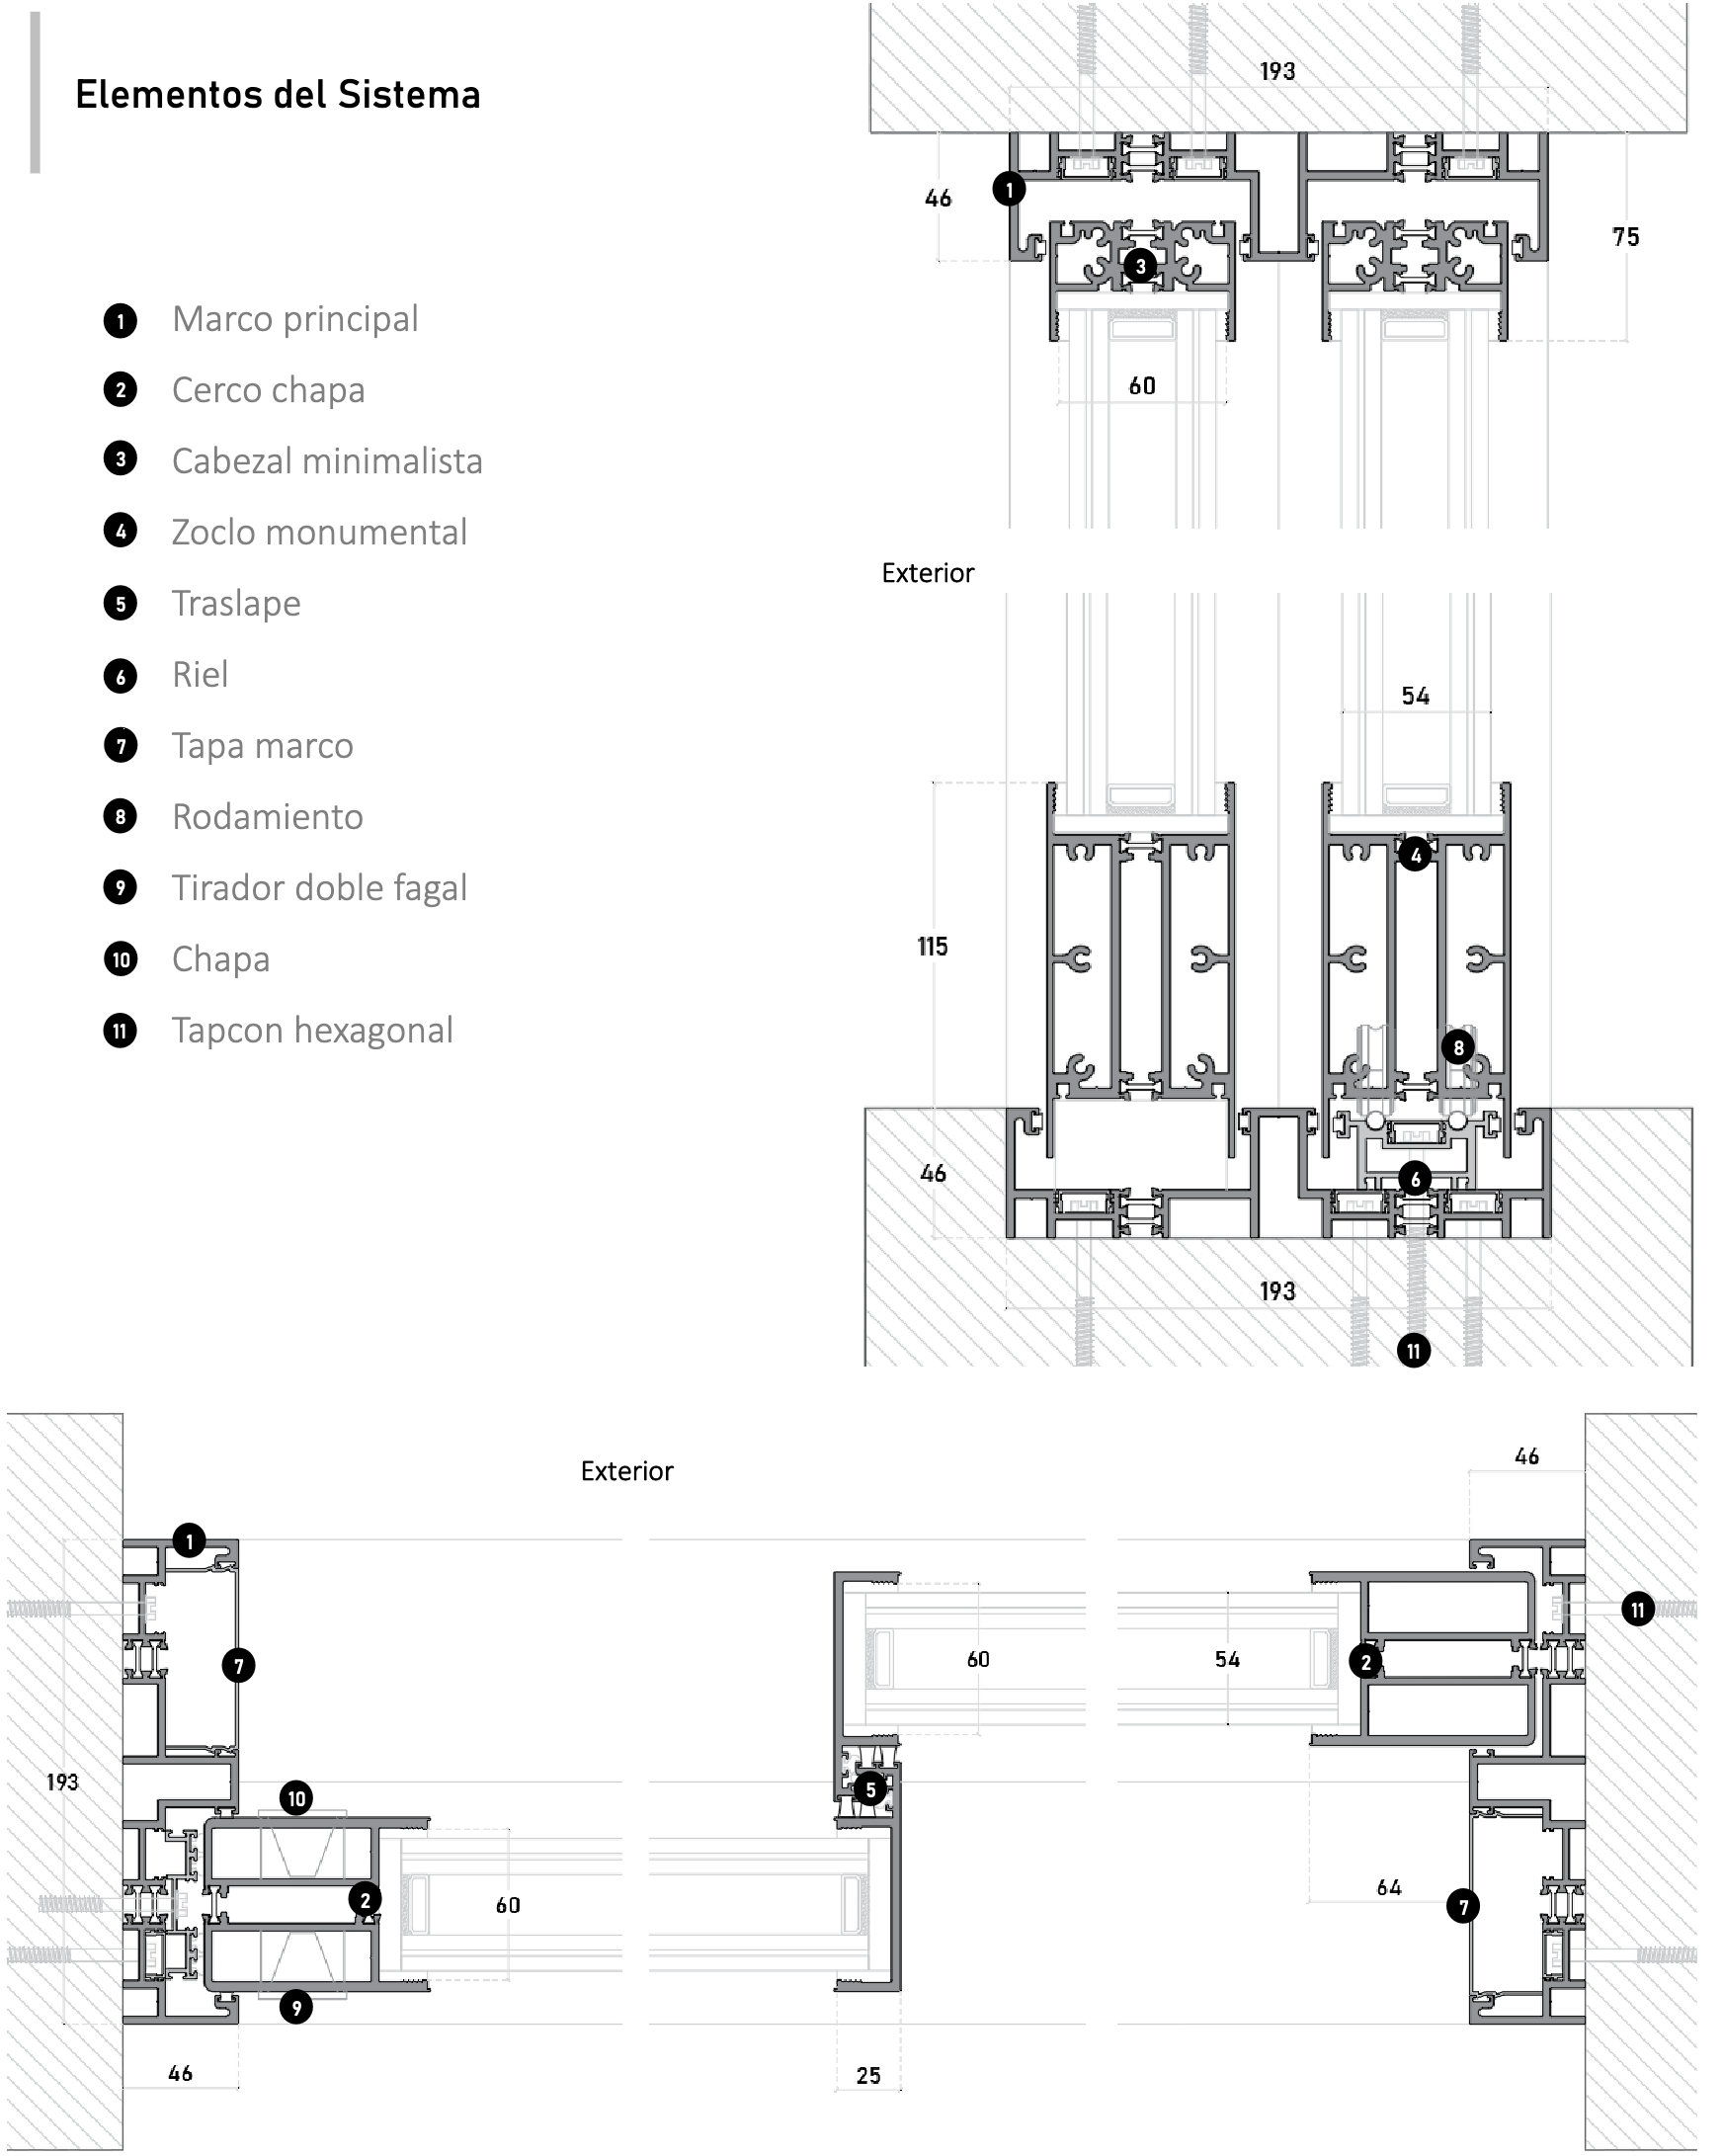 Elementos del Sistema
1 Marco principal
2 Cerco chapa
3 Cabezal minimalista
4 Zoclo monumental
5 Traslape
6 Riel
7 Tapa marco
8 Rodamiento
9 Tirador doble fagal
10 Chapa
11 Tapcon hexagonal
193
1
46
75
3
60
Exterior
54
4
115
8
46
6
193
11
Exterior
46
1
11
7
60
54
2
193
10
5
64
2
60
7
9
46
25